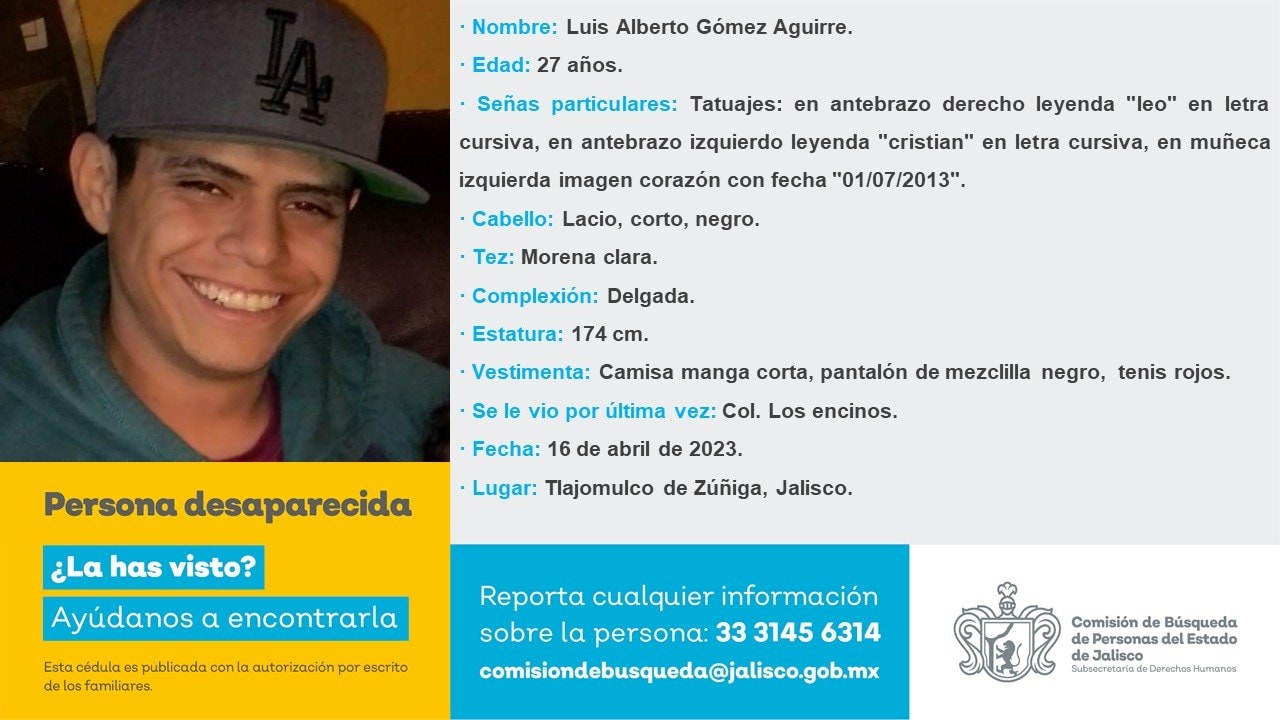 LA
· Nombre: Luis Alberto Gómez Aguirre.
· Edad: 27 años.
· Señas particulares: Tatuajes: en antebrazo derecho leyenda "leo" en letra
cursiva, en antebrazo izquierdo leyenda "cristian" en letra cursiva, en muñeca
izquierda imagen corazón con fecha "01/07/2013".
· Cabello: Lacio, corto, negro.
· Tez: Morena clara.
· Complexión: Delgada.
· Estatura: 174 cm.
· Vestimenta: Camisa manga corta, pantalón de mezclilla negro, tenis rojos.
· Se le vio por última vez: Col. Los encinos.
· Fecha: 16 de abril de 2023.
· Lugar: Tlajomulco de Zúñiga, Jalisco.
Persona desaparecida
¿La has visto?
Ayúdanos a encontrarla
Esta cédula es publicada con la autorización por escrito
de los familiares.
Reporta cualquier información
sobre la persona: 33 3145 6314
comisiondebusqueda@jalisco.gob.mx
Comisión de Búsqueda
de Personas del Estado
de Jalisco
Subsecretaría de Derechos Humanos